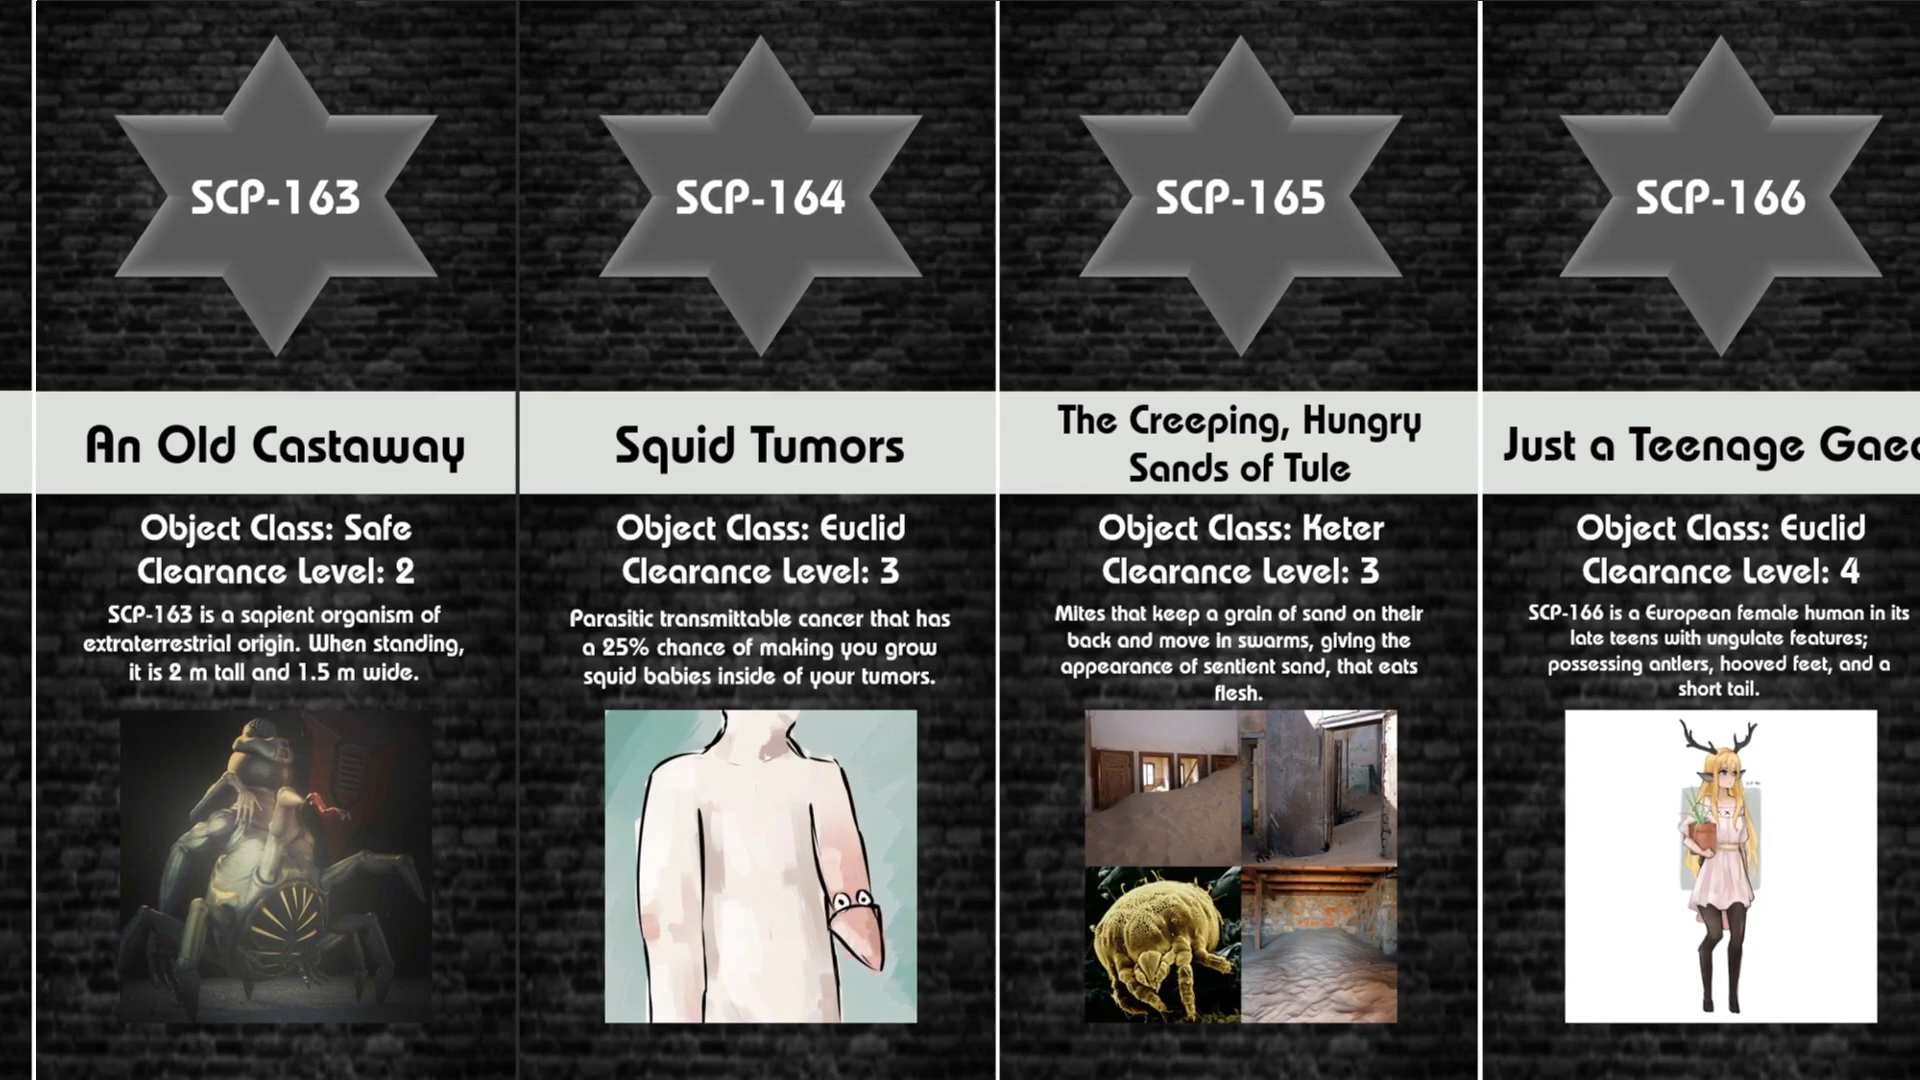 SCP-163
An Old Castaway
Object Class: Safe
Clearance Level: 2
SCP-163 is a sapient organism of
extraterrestrial origin. When standing,
it is 2 m tall and 1.5 m wide.
SCP-164
Squid Tumors
Object Class: Euclid
Clearance Level: 3
Parasitic transmittable cancer that has
a 25% chance of making you grow
squid babies inside of your tumors.
SCP-165
The Creeping, Hungry
Sands of Tule
Object Class: Keter
Clearance Level: 3
Mites that keep a grain of sand on their
back and move in swarms, giving the
appearance of sentient sand, that eats
flesh.
SCP-166
Just a Teenage
Object Class: Euclid
Clearance Level: 4
SCP-166 is a European female human in its
late teens with ungulate features;
possessing antlers, hooved feet, and a
short tail.